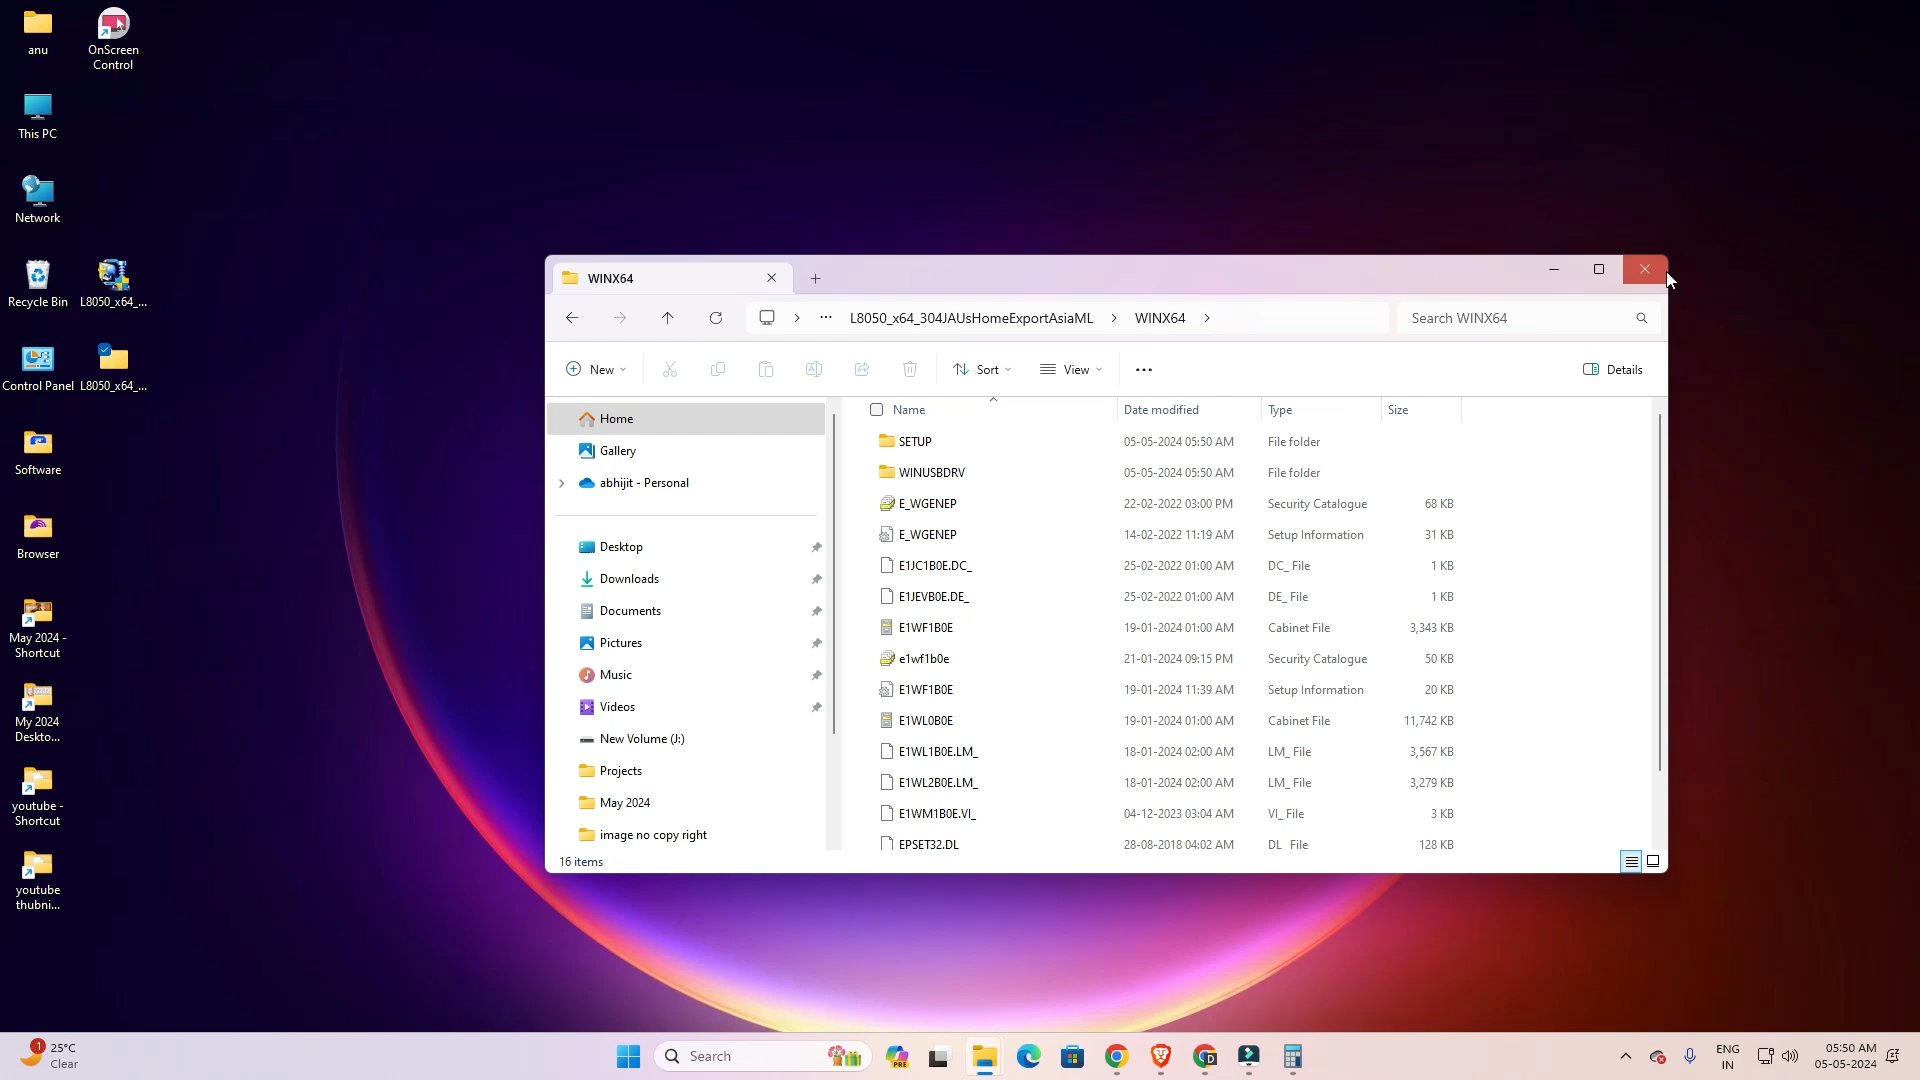 anu
OnScreen
Control
This PC
Network
Recycle Bin
L8050_x64_...
Control Panel
L8050_x64_...
Software
Browser
May 2024 -
Shortcut
My 2024
Deskto...
youtube -
Shortcut
youtube
thubni...
WINX64
L8050_x64_304JAUsHomeExportAsiaML
WINX64
Search WINX64
New
Sort
View
Details
Home
Gallery
abhijit - Personal
Desktop
Downloads
Documents
Pictures
Music
Videos
New Volume (J:)
Projects
May 2024
image no copy right
Name Date modified Type Size
SETUP 05-05-2024 05:50 AM File folder
WINUSBDRV 05-05-2024 05:50 AM File folder
E_WGENEP 22-02-2022 03:00 PM Security Catalogue 68 KB
E_WGENEP 14-02-2022 11:19 AM Setup Information 31 KB
E1JC1B0E.DC_ 25-02-2022 01:00 AM DC_ File 1 KB
E1JEVB0E.DE_ 25-02-2022 01:00 AM DE_ File 1 KB
E1WF1B0E 19-01-2024 01:00 AM Cabinet File 3,343 KB
e1wf1b0e 21-01-2024 09:15 PM Security Catalogue 50 KB
E1WF1B0E 19-01-2024 11:39 AM Setup Information 20 KB
E1WL0B0E 19-01-2024 01:00 AM Cabinet File 11,742 KB
E1WL1B0E.LM_ 18-01-2024 02:00 AM LM_ File 3,567 KB
E1WL2B0E.LM_ 18-01-2024 02:00 AM LM_ File 3,279 KB
E1WM1B0E.VI_ 04-12-2023 03:04 AM VI_ File 3 KB
EPSET32.DL 28-08-2018 04:02 AM DL File 128 KB
16 items
1
25°C
Clear
Search
PRE
D
ENG
IN
05:50 AM
05-05-2024